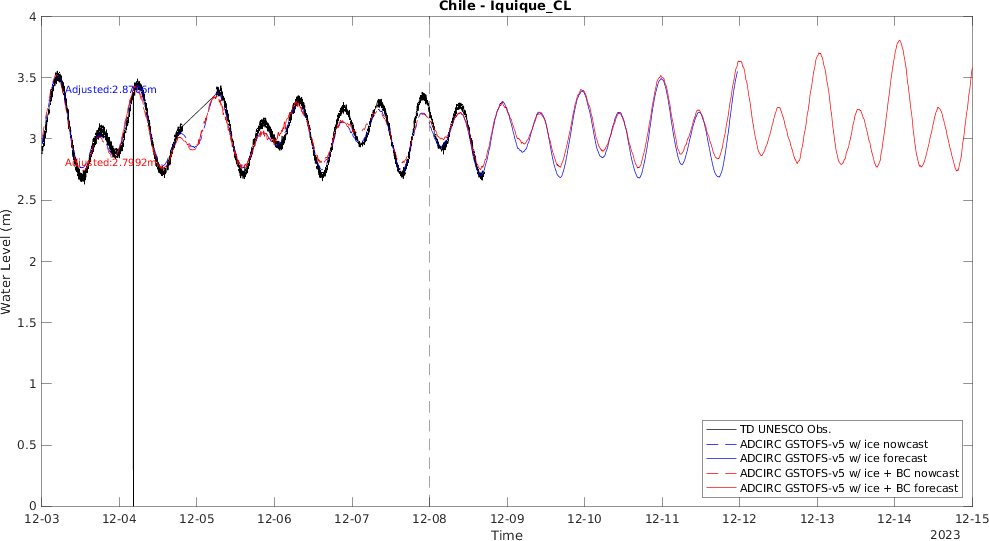 Chile - Iquique_CL
Water Level (m)
4
3.5
3
2.5
2
1.5
1
0.5
0
Adjusted:2.7992m
TD UNESCO Obs.
ADCIRC GSTOFS-v5 w/ ice nowcast
ADCIRC GSTOFS-v5 w/ ice forecast
ADCIRC GSTOFS-v5 w/ ice + BC nowcast
ADCIRC GSTOFS-v5 w/ ice + BC forecast
12-03 12-04 12-05 12-06 12-07 12-08 12-09 12-10 12-11 12-12 12-13 12-14 12-15
Time
2023